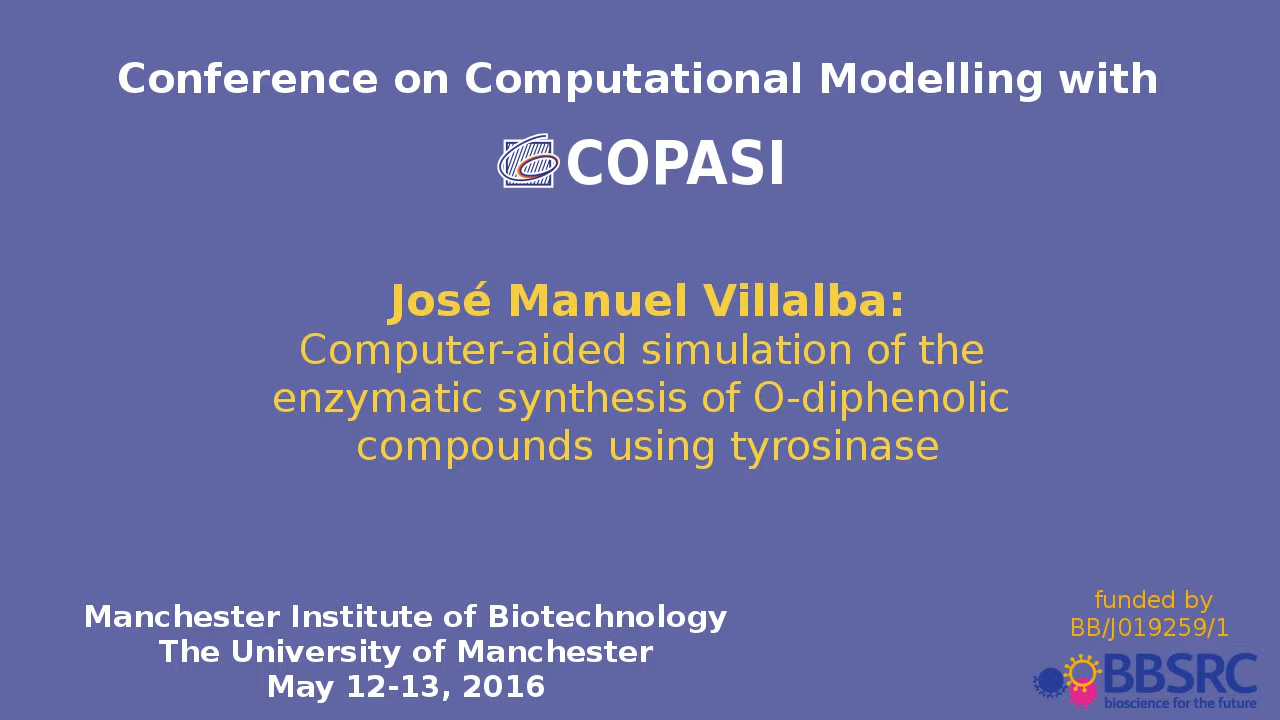 Conference on Computational Modelling with
COPASI
José Manuel Villalba:
Computer-aided simulation of the
enzymatic synthesis of O-diphenolic
compounds using tyrosinase
Manchester Institute of Biotechnology
The University of Manchester
May 12-13, 2016
funded by
BB/J019259/1
BBSRC
bioscience for the future